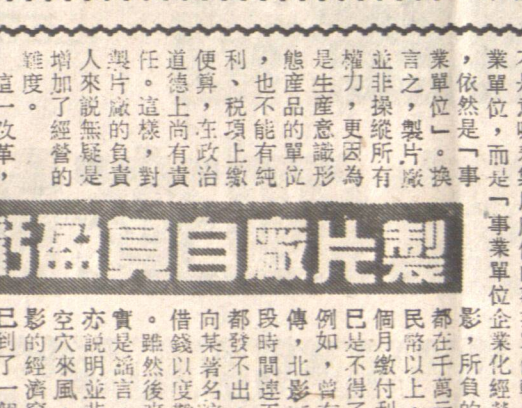 業單位，而是「事業單位企業化經
，依然是「事
業單位」。換
言之，製片廠
並非操縱所有
權力，更因為
是生產意識形
態產品的單位
，也不能有純
利、稅項上繳
便算，在政治
道德上尚有責
任。這樣，對
製片廠的負責
人來說無疑是
增加了經營的
難度。
這一改革，
製片廠自負盈虧
影，所負的
都在千萬元
民幣以上，
個月繳付利
已是不得了
例如，曾有
傳，北影
段時間連
都發不出
向某著名
借錢以度
。雖然後
實是謠言
亦說明並非
空穴來風
影的經濟
已到了一